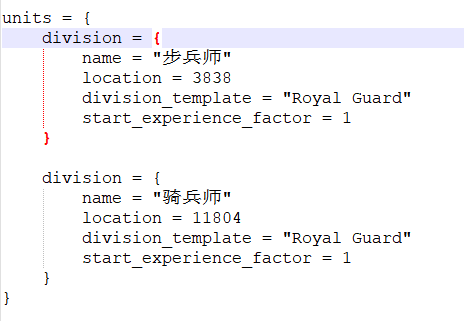 units = {
division = {
name = "步兵师"
location = 3838
division_template = "Royal Guard"
start_experience_factor = 1
}
division = {
name = "骑兵师"
location = 11804
division_template = "Royal Guard"
start_experience_factor = 1
}
}